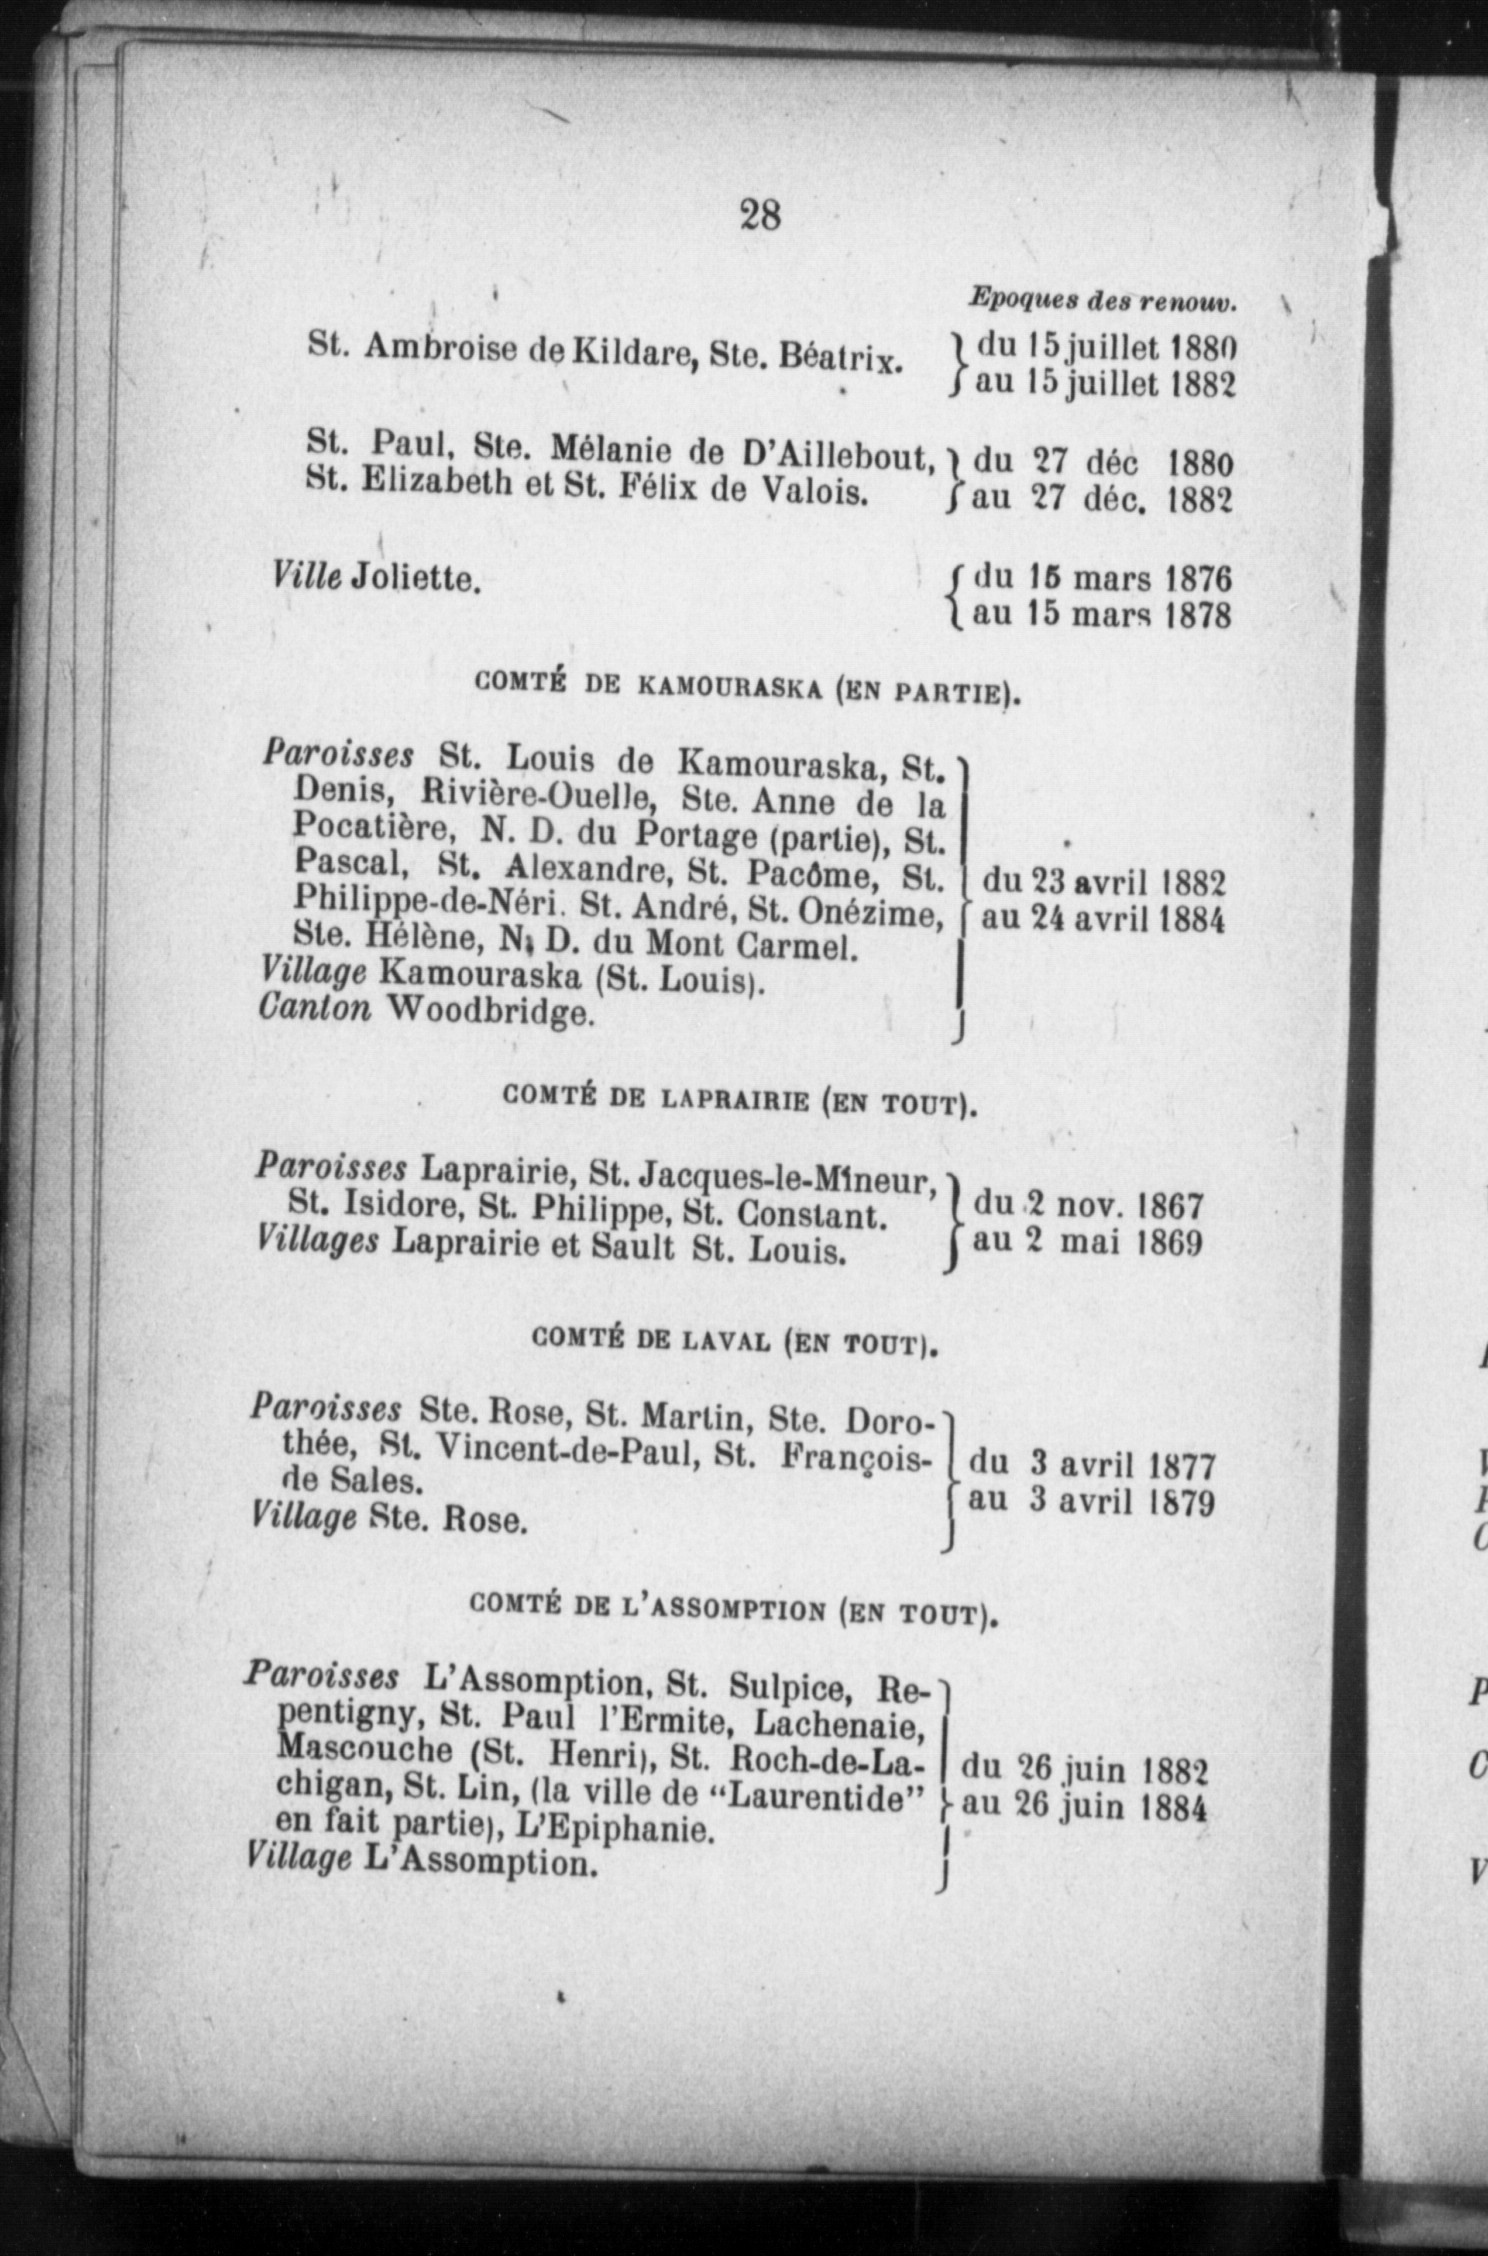 28
Epoques des renouv.
St. Ambroise de Kildare, Ste. Béatrix. } du 15 juillet 1880
au 15 juillet 1882
St. Paul, Ste. Mélanie de D'Aillebout, } du 27 déc 1880
St. Elizabeth et St. Félix de Valois. au 27 déc. 1882
Ville Joliette. { du 15 mars 1876
au 15 mars 1878
COMTÉ DE KAMOURASKA (EN PARTIE).
Paroisses St. Louis de Kamouraska, St.
Denis, Rivière-Ouelle, Ste. Anne de la
Pocatière, N. D. du Portage (partie), St.
Pascal, St. Alexandre, St. Pacôme, St. } du 23 avril 1882
Philippe-de-Néri. St. André, St. Onézime, au 24 avril 1884
Ste. Hélène, N. D. du Mont Carmel.
Village Kamouraska (St. Louis).
Canton Woodbridge.
COMTÉ DE LAPRAIRIE (EN TOUT).
Paroisses Laprairie, St. Jacques-le-Mineur,
St. Isidore, St. Philippe, St. Constant. } du 2 nov. 1867
Villages Laprairie et Sault St. Louis. au 2 mai 1869
COMTÉ DE LAVAL (EN TOUT).
Paroisses Ste. Rose, St. Martin, Ste. Doro-
thée, St. Vincent-de-Paul, St. François- } du 3 avril 1877
de Sales. au 3 avril 1879
Village Ste. Rose.
COMTÉ DE L'ASSOMPTION (EN TOUT).
Paroisses L'Assomption, St. Sulpice, Re-
pentigny, St. Paul l'Ermite, Lachenaie,
Mascouche (St. Henri), St. Roch-de-La- du 26 juin 1882
chigan, St. Lin, (la ville de "Laurentide" } au 26 juin 1884
en fait partie), L'Epiphanie.
Village L'Assomption.